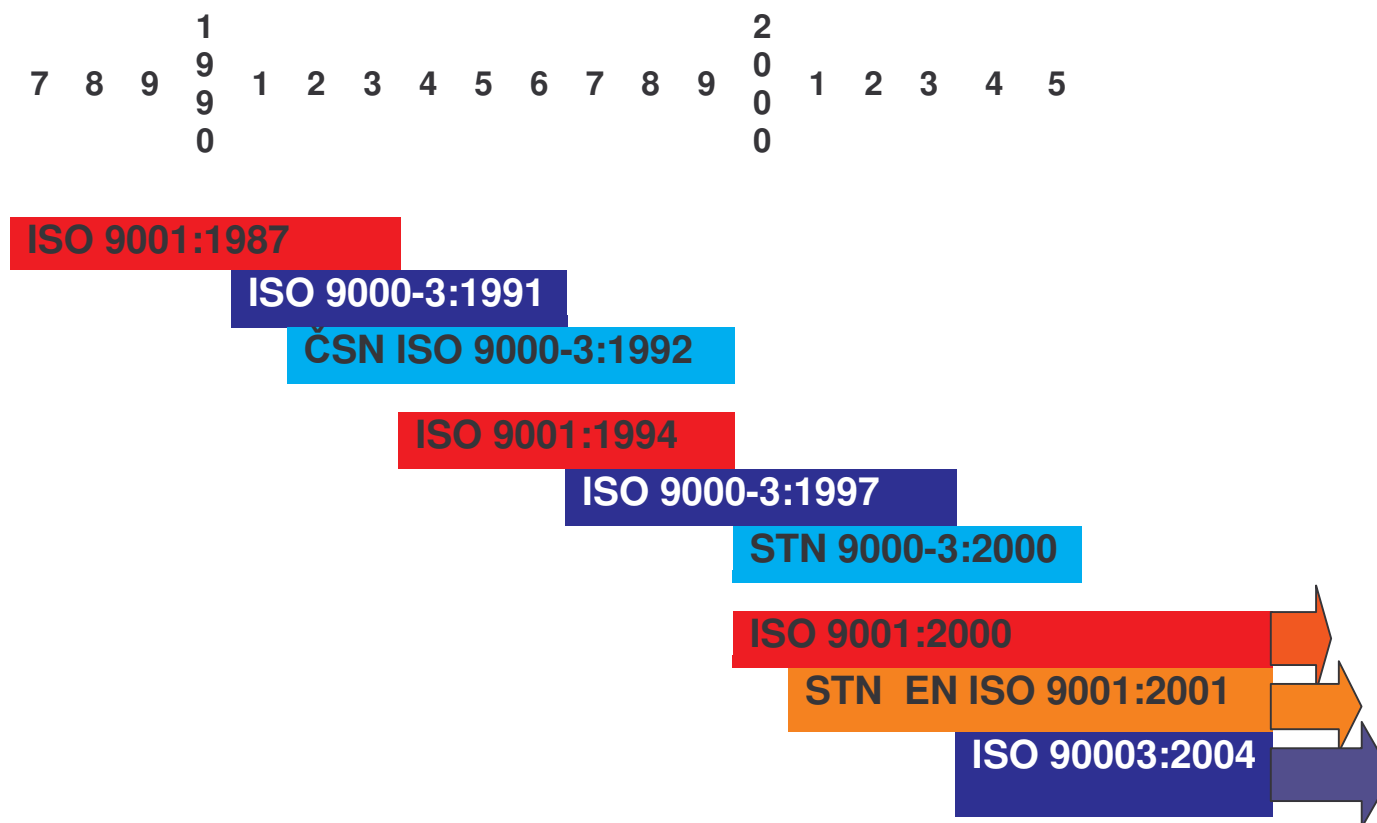 7 8 9 1990 1 2 3 4 5 6 7 8 9 2000 1 2 3 4 5
ISO 9001:1987
ISO 9000-3:1991
ČSN ISO 9000-3:1992
ISO 9001:1994
ISO 9000-3:1997
STN 9000-3:2000
ISO 9001:2000
STN EN ISO 9001:2001
ISO 90003:2004